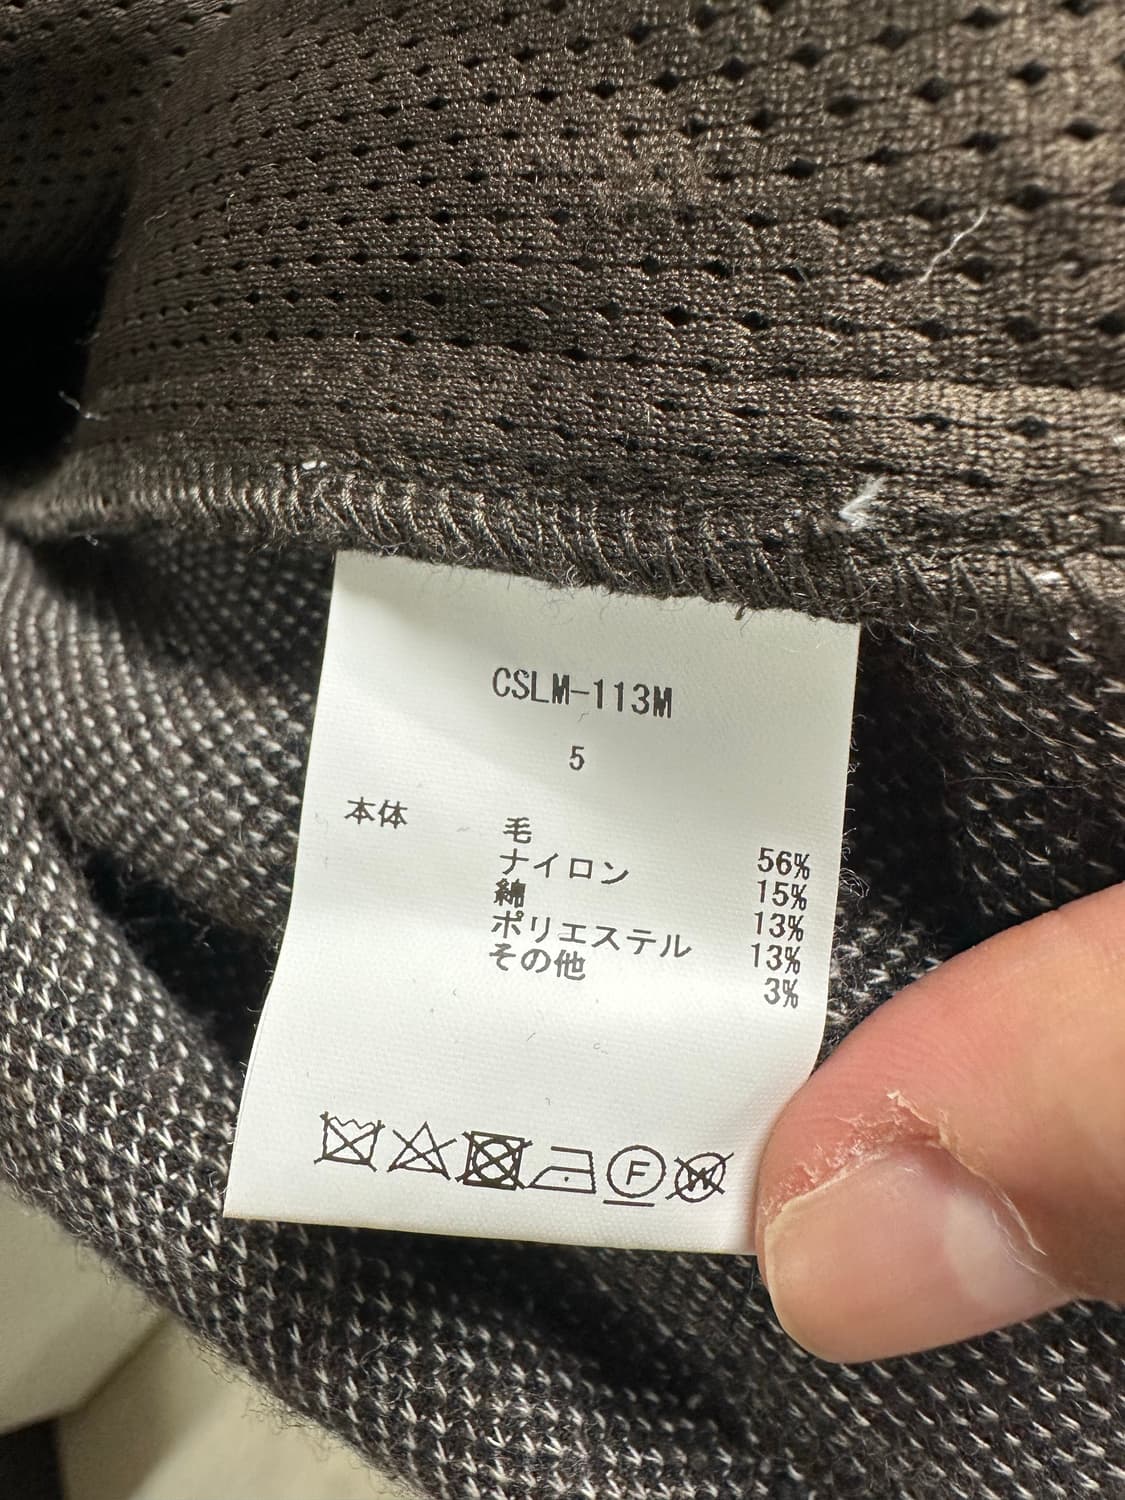 CSLM-113M
5
本体 毛 56%
ナイロン 15%
綿 13%
ポリエステル 13%
その他 3%
F W